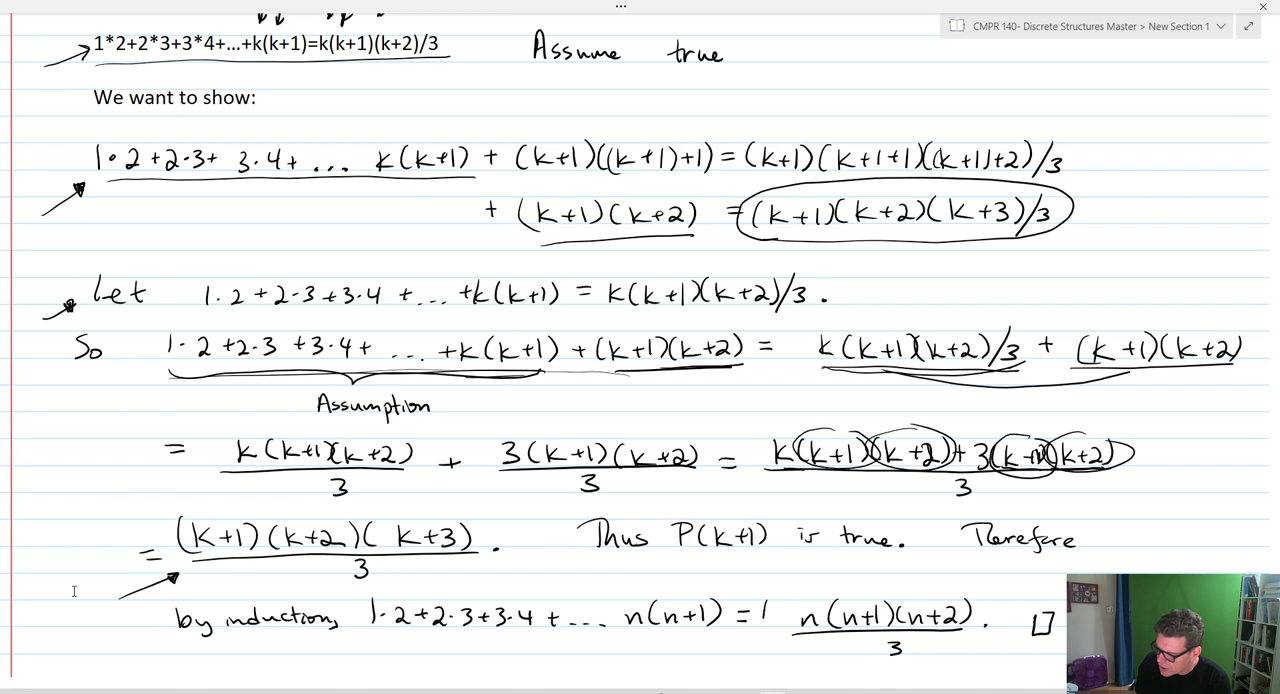 CMPR 140- Discrete Structures Master > New Section 1
1*2+2*3+3*4+...+k(k+1)=k(k+1)(k+2)/3 Assume true
We want to show:
1·2+2·3+ 3·4+ ... k(k+1) + (k+1)((k+1)+1) = (k+1)(k+1+1)((k+1)+2)/3
+ (k+1)(k+2) = (k+1)(k+2)(k+3)/3
Let 1·2+2·3+3·4 +...+k(k+1) = k(k+1)(k+2)/3.
So 1·2+2·3+3·4+ ... +k(k+1)+(k+1)(k+2) = k(k+1)(k+2)/3 + (k+1)(k+2)
Assumption
= k(k+1)(k+2)/3 + 3(k+1)(k+2)/3 = k(k+1)(k+2)+3(k+1)(k+2)/3
= (k+1)(k+2)(k+3)/3. Thus P(k+1) is true. Therefore
by induction, 1·2+2·3+3·4+... n(n+1) = n(n+1)(n+2)/3. □